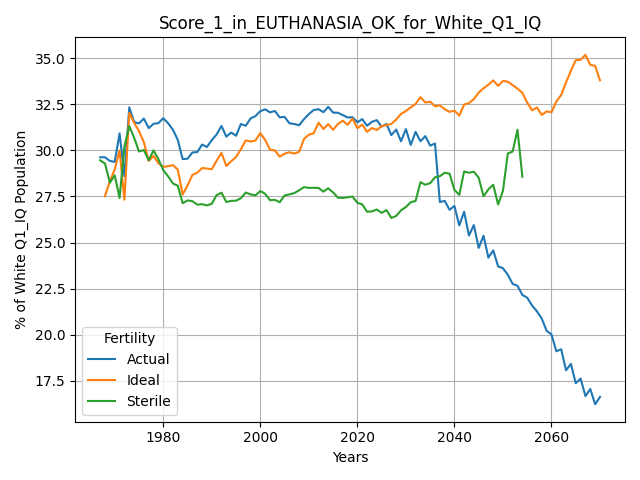 Score_1_in_EUTHANASIA_OK_for_White_Q1_IQ
% of White Q1_IQ Population
35.0
32.5
30.0
27.5
25.0
22.5
20.0
17.5
Fertility
Actual
Ideal
Sterile
1980 2000 2020 2040 2060
Years